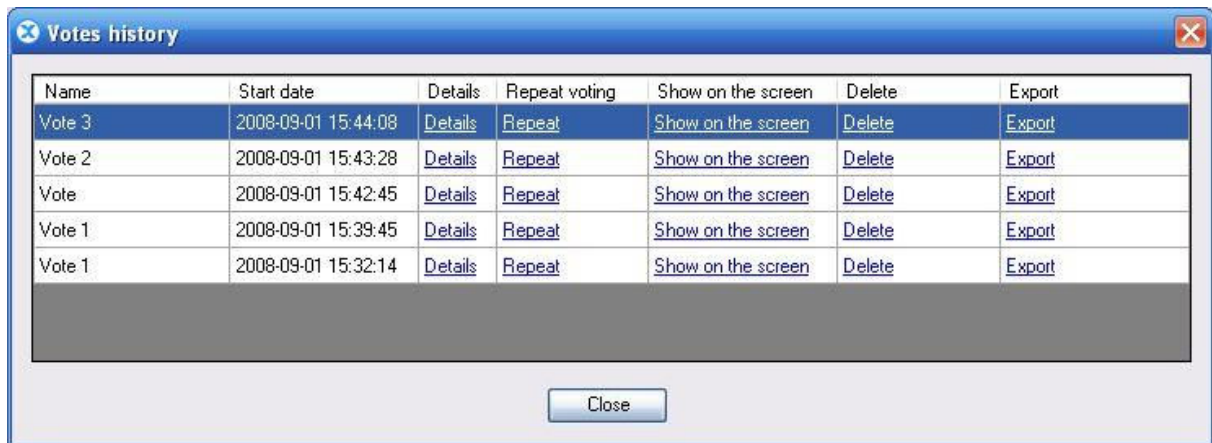 Votes history
Name Start date Details Repeat voting Show on the screen Delete Export
Vote 3 2008-09-01 15:44:08 Details Repeat Show on the screen Delete Export
Vote 2 2008-09-01 15:43:28 Details Repeat Show on the screen Delete Export
Vote 2008-09-01 15:42:45 Details Repeat Show on the screen Delete Export
Vote 1 2008-09-01 15:39:45 Details Repeat Show on the screen Delete Export
Vote 1 2008-09-01 15:32:14 Details Repeat Show on the screen Delete Export
Close